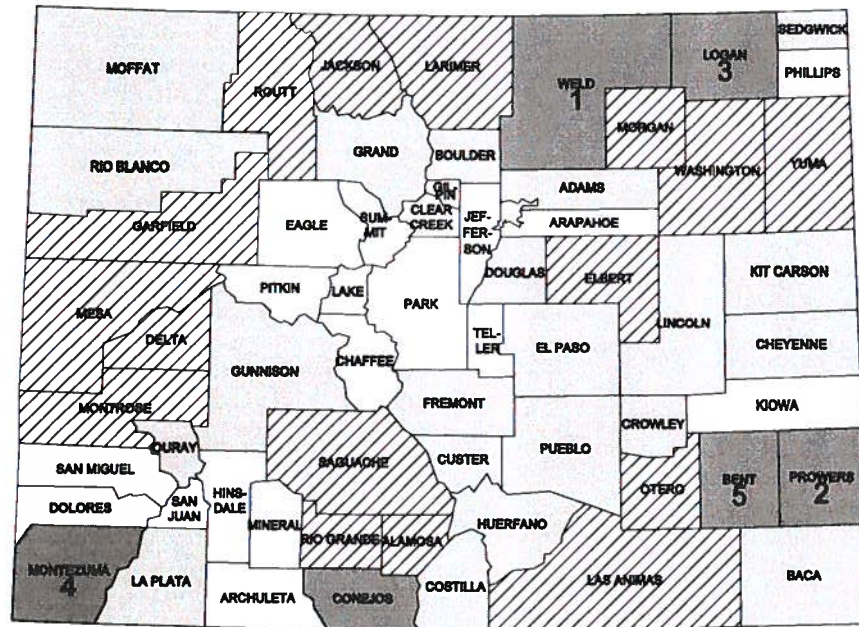 SEDGWICK
LOGAN
3
MOFFAT
JACKSON
LARIMER
PHILLIPS
WELD
1
ROUTT
MORGAN
GRAND
RIO BLANCO
BOULDER
WASHINGTON
YUMA
GIL-
PIN
ADAMS
CLEAR
CREEK
GARFIELD
EAGLE
SUM-
MIT
JEF-
FER-
SON
ARAPAHOE
KIT CARSON
DOUGLAS
ELBERT
PITKIN
LAKE
MESA
PARK
LINCOLN
DELTA
TEL-
LER
EL PASO
CHEYENNE
CHAFFEE
GUNNISON
FREMONT
KIOWA
MONTROSE
CROWLEY
OURAY
PUEBLO
SAGUACHE
CUSTER
SAN MIGUEL
BENT
5
PROWERS
2
OTERO
HINS-
DALE
SAN
JUAN
DOLORES
MINERAL
HUERFANO
RIO GRANDE
ALAMOSA
MONTEZUMA
4
LA PLATA
LAS ANIMAS
BACA
COSTILLA
ARCHULETA
CONEJOS